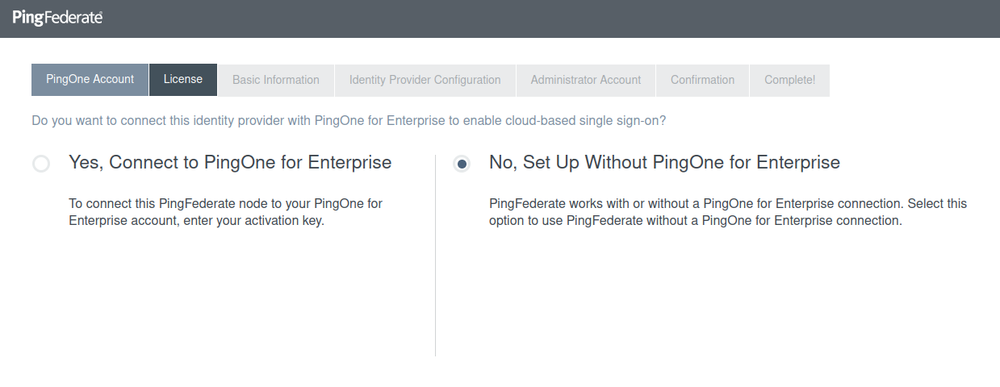 PingFederate
PingOne Account
License
Basic Information
Identity Provider Configuration
Administrator Account
Confirmation
Complete!
Do you want to connect this identity provider with PingOne for Enterprise to enable cloud-based single sign-on?
Yes, Connect to PingOne for Enterprise
To connect this PingFederate node to your PingOne for
Enterprise account, enter your activation key.
No, Set Up Without PingOne for Enterprise
PingFederate works with or without a PingOne for Enterprise connection. Select this
option to use PingFederate without a PingOne for Enterprise connection.